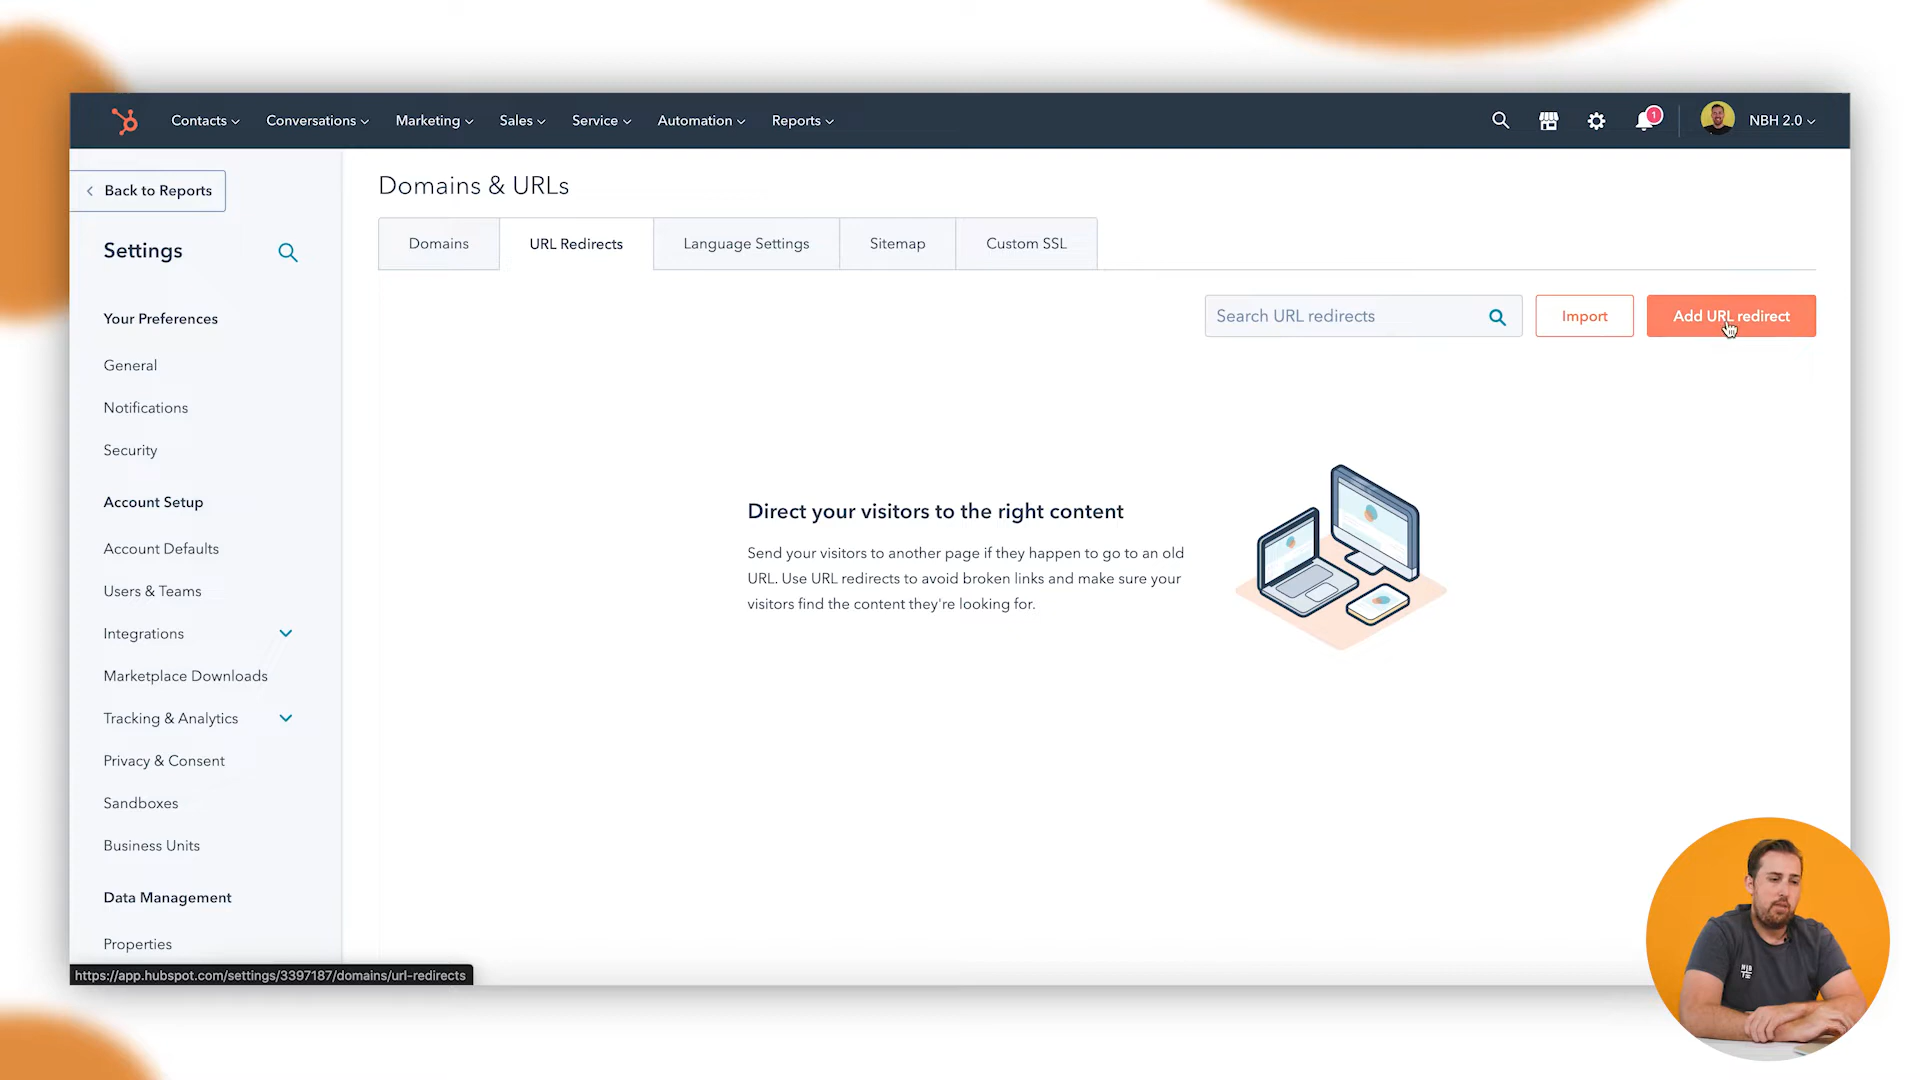 Contacts
Conversations
Marketing
Sales
Service
Automation
Reports
1
NBH 2.0
Back to Reports
Settings
Your Preferences
General
Notifications
Security
Account Setup
Account Defaults
Users & Teams
Integrations
Marketplace Downloads
Tracking & Analytics
Privacy & Consent
Sandboxes
Business Units
Data Management
Properties
Domains & URLs
Domains
URL Redirects
Language Settings
Sitemap
Custom SSL
Search URL redirects
Import
Add URL redirect
Direct your visitors to the right content
Send your visitors to another page if they happen to go to an old
URL. Use URL redirects to avoid broken links and make sure your
visitors find the content they're looking for.
https://app.hubspot.com/settings/3397187/domains/url-redirects